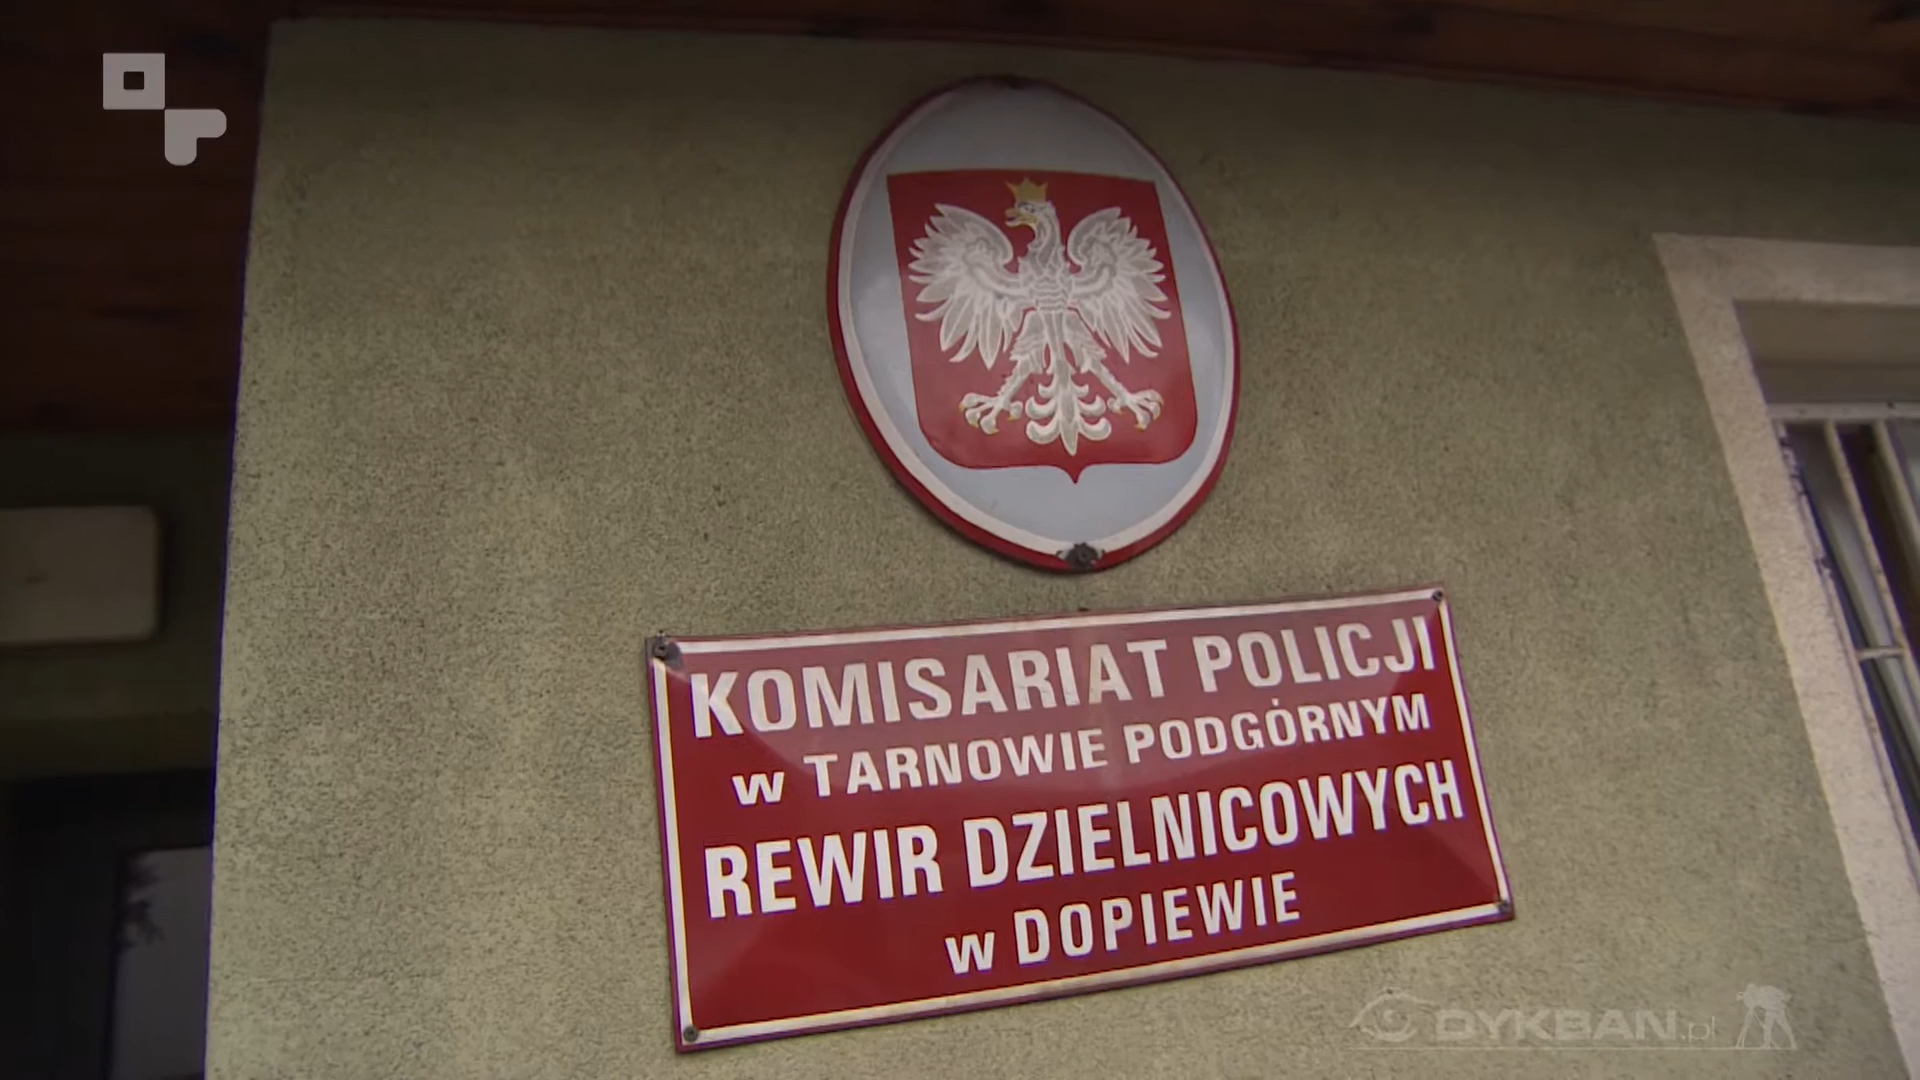 KOMISARIAT POLICJI
w TARNOWIE PODGÓRNYM
REWIR DZIELNICOWYCH
w DOPIEWIE
DYKBAN.pl